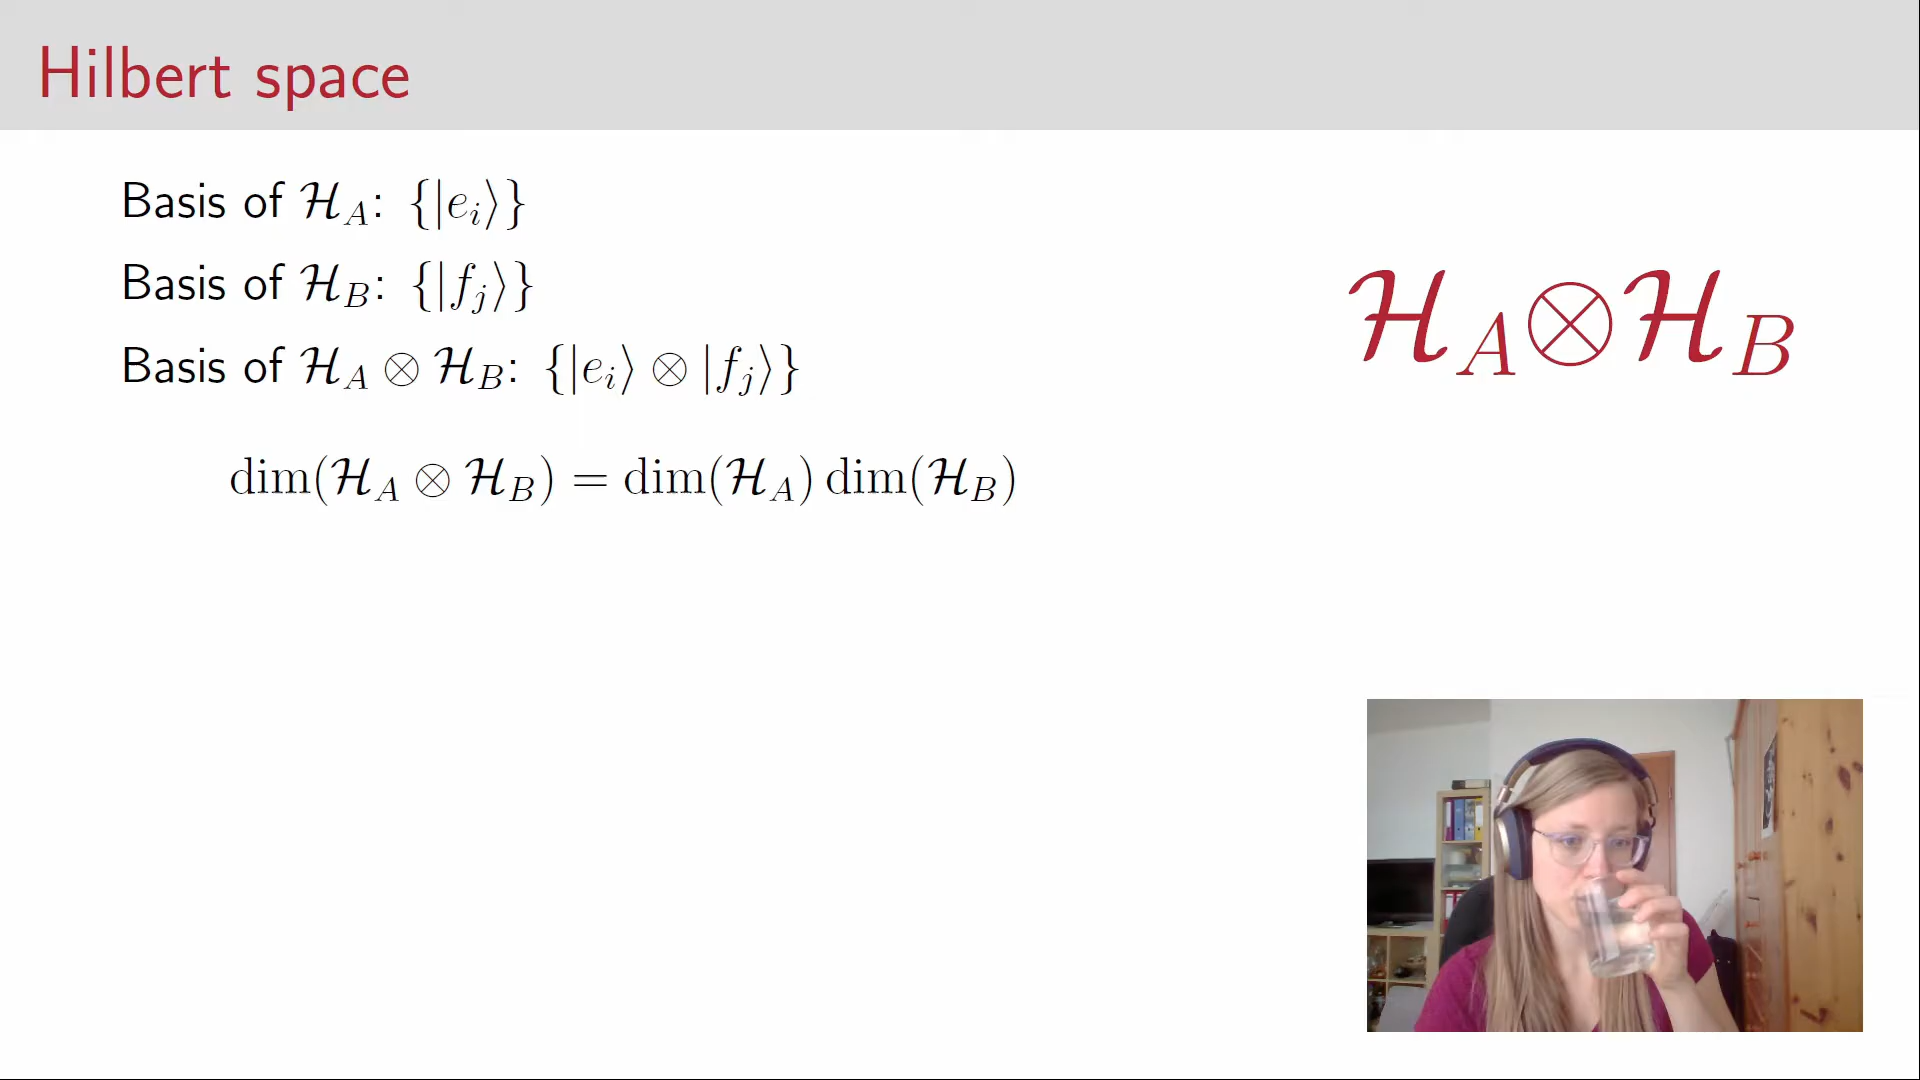 Hilbert space
Basis of ℋ_A: {|e_i⟩}
Basis of ℋ_B: {|f_j⟩}
Basis of ℋ_A ⊗ ℋ_B: {|e_i⟩ ⊗ |f_j⟩}
ℋ_A⊗ℋ_B
dim(ℋ_A ⊗ ℋ_B) = dim(ℋ_A) dim(ℋ_B)